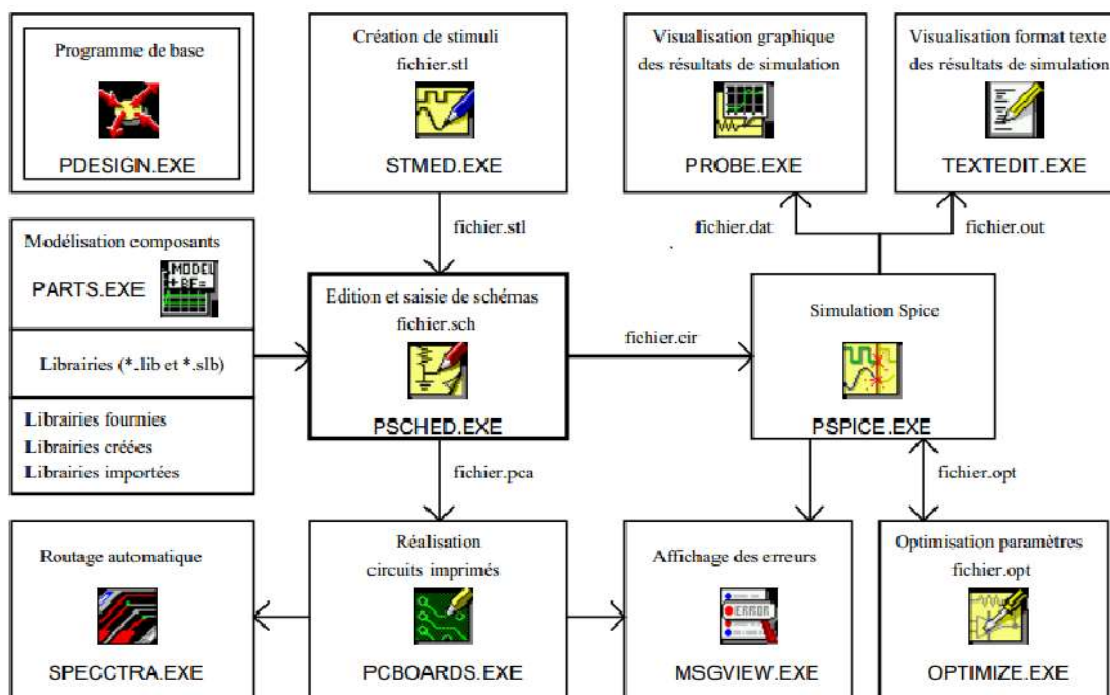 Programme de base
PDESIGN.EXE
Création de stimuli
fichier.stl
STMED.EXE
Visualisation graphique
des résultats de simulation
PROBE.EXE
Visualisation format texte
des résultats de simulation
TEXTEDIT.EXE
fichier.stl
fichier.dat
fichier.out
Modélisation composants
.MODEL
+BF=
PARTS.EXE
Librairies (*.lib et *.slb)
Librairies fournies
Librairies créées
Librairies importées
Edition et saisie de schémas
fichier.sch
PSCHED.EXE
fichier.cir
Simulation Spice
PSPICE.EXE
fichier.pca
fichier.opt
Routage automatique
SPECCTRA.EXE
Réalisation
circuits imprimés
PCBOARDS.EXE
Affichage des erreurs
ERROR
MSGVIEW.EXE
Optimisation paramètres
fichier.opt
OPTIMIZE.EXE